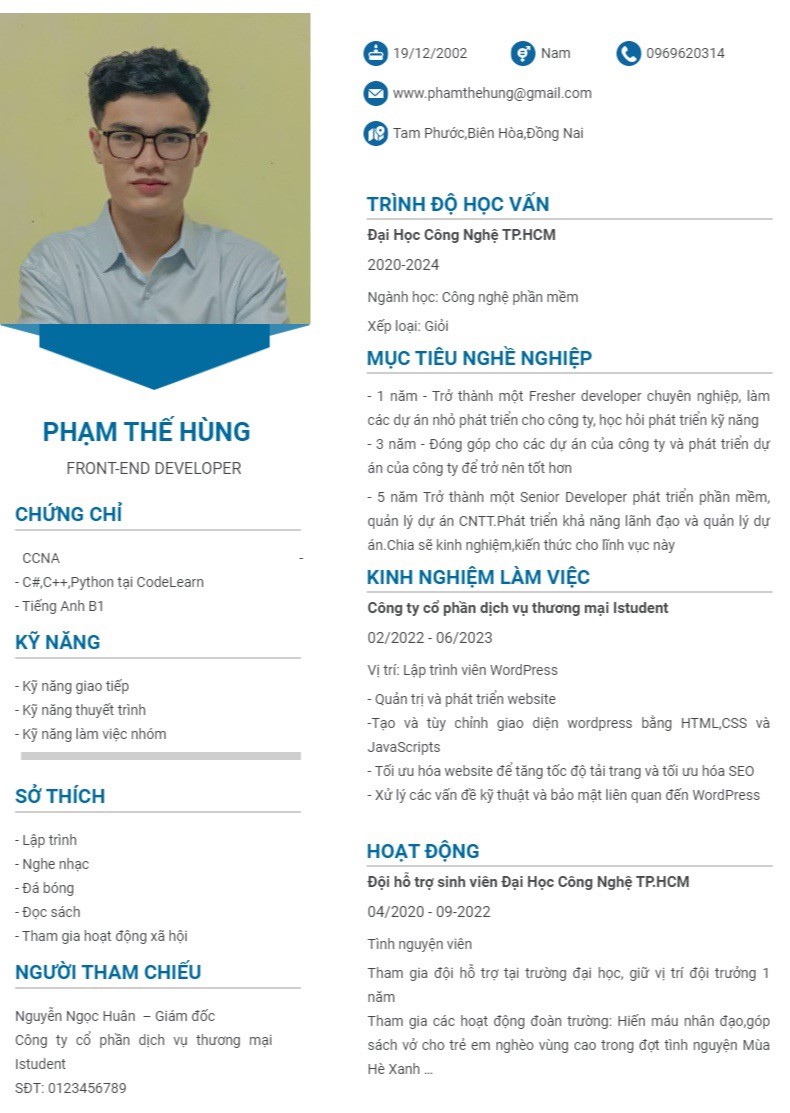 19/12/2002
Nam
0969620314
www.phamthehung@gmail.com
Tam Phước,Biên Hòa,Đồng Nai
PHẠM THẾ HÙNG
FRONT-END DEVELOPER
CHỨNG CHỈ
CCNA -
- C#,C++,Python tại CodeLearn
- Tiếng Anh B1
KỸ NĂNG
- Kỹ năng giao tiếp
- Kỹ năng thuyết trình
- Kỹ năng làm việc nhóm
SỞ THÍCH
- Lập trình
- Nghe nhạc
- Đá bóng
- Đọc sách
- Tham gia hoạt động xã hội
NGƯỜI THAM CHIẾU
Nguyễn Ngọc Huân – Giám đốc
Công ty cổ phần dịch vụ thương mại
Istudent
SĐT: 0123456789
TRÌNH ĐỘ HỌC VẤN
Đại Học Công Nghệ TP.HCM
2020-2024
Ngành học: Công nghệ phần mềm
Xếp loại: Giỏi
MỤC TIÊU NGHỀ NGHIỆP
- 1 năm - Trở thành một Fresher developer chuyên nghiệp, làm
các dự án nhỏ phát triển cho công ty, học hỏi phát triển kỹ năng
- 3 năm - Đóng góp cho các dự án của công ty và phát triển dự
án của công ty để trở nên tốt hơn
- 5 năm Trở thành một Senior Developer phát triển phần mềm,
quản lý dự án CNTT.Phát triển khả năng lãnh đạo và quản lý dự
án.Chia sẽ kinh nghiệm,kiến thức cho lĩnh vục này
KINH NGHIỆM LÀM VIỆC
Công ty cổ phần dịch vụ thương mại Istudent
02/2022 - 06/2023
Vị trí: Lập trình viên WordPress
- Quản trị và phát triển website
-Tạo và tùy chỉnh giao diện wordpress bằng HTML,CSS và
JavaScripts
- Tối ưu hóa website để tăng tốc độ tải trang và tối ưu hóa SEO
- Xử lý các vấn đề kỹ thuật và bảo mật liên quan đến WordPress
HOẠT ĐỘNG
Đội hỗ trợ sinh viên Đại Học Công Nghệ TP.HCM
04/2020 - 09-2022
Tình nguyện viên
Tham gia đội hỗ trợ tại trường đại học, giữ vị trí đội trưởng 1
năm
Tham gia các hoạt động đoàn trường: Hiến máu nhân đạo,góp
sách vở cho trẻ em nghèo vùng cao trong đợt tình nguyện Mùa
Hè Xanh ...